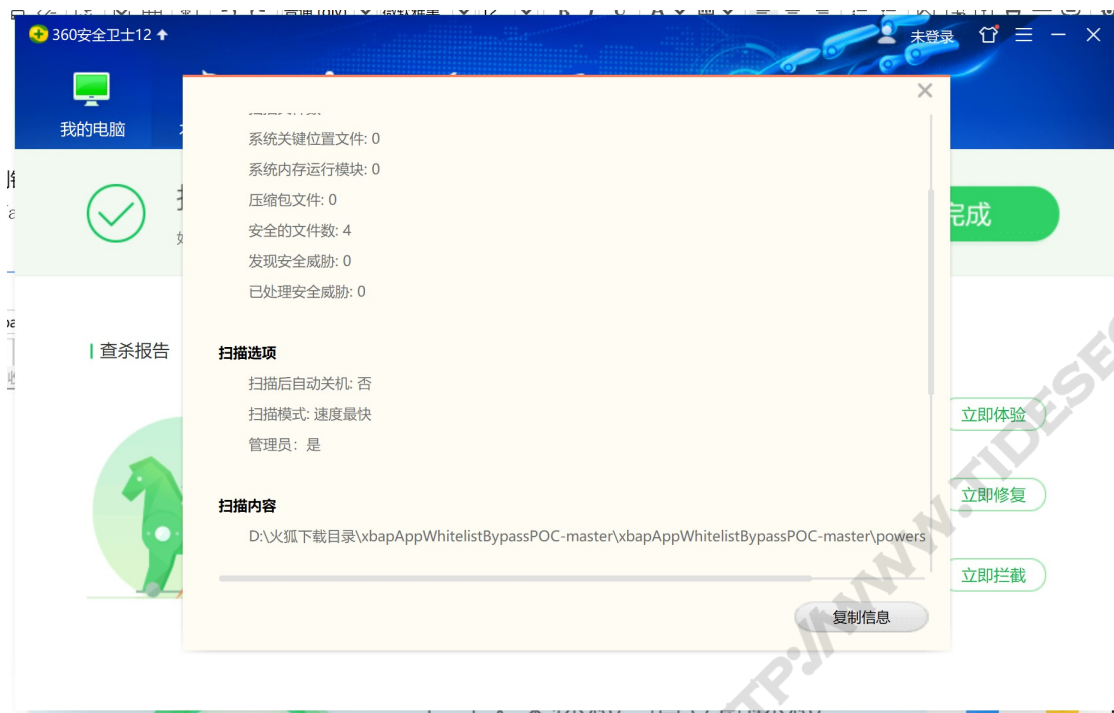 360安全卫士12
未登录
我的电脑
完成
系统关键位置文件: 0
系统内存运行模块: 0
压缩包文件: 0
安全的文件数: 4
发现安全威胁: 0
已处理安全威胁: 0
查杀报告
扫描选项
扫描后自动关机: 否
扫描模式: 速度最快
管理员: 是
立即体验
立即修复
扫描内容
D:\火狐下载目录\xbapAppWhitelistBypassPOC-master\xbapAppWhitelistBypassPOC-master\powers
立即拦截
复制信息
TP://WWW.TIDESE